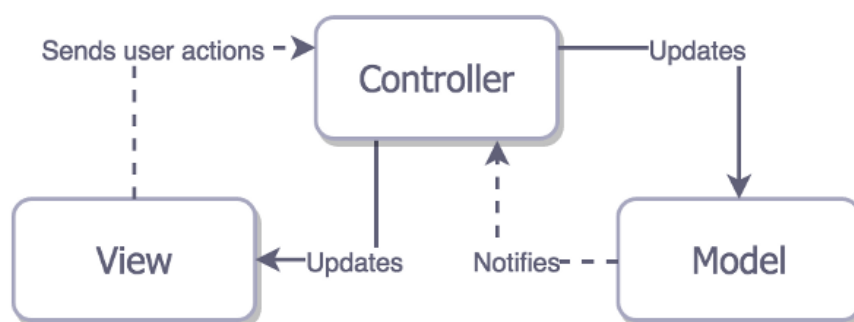 Sends user actions
Controller
Updates
View
Updates
Notifies
Model